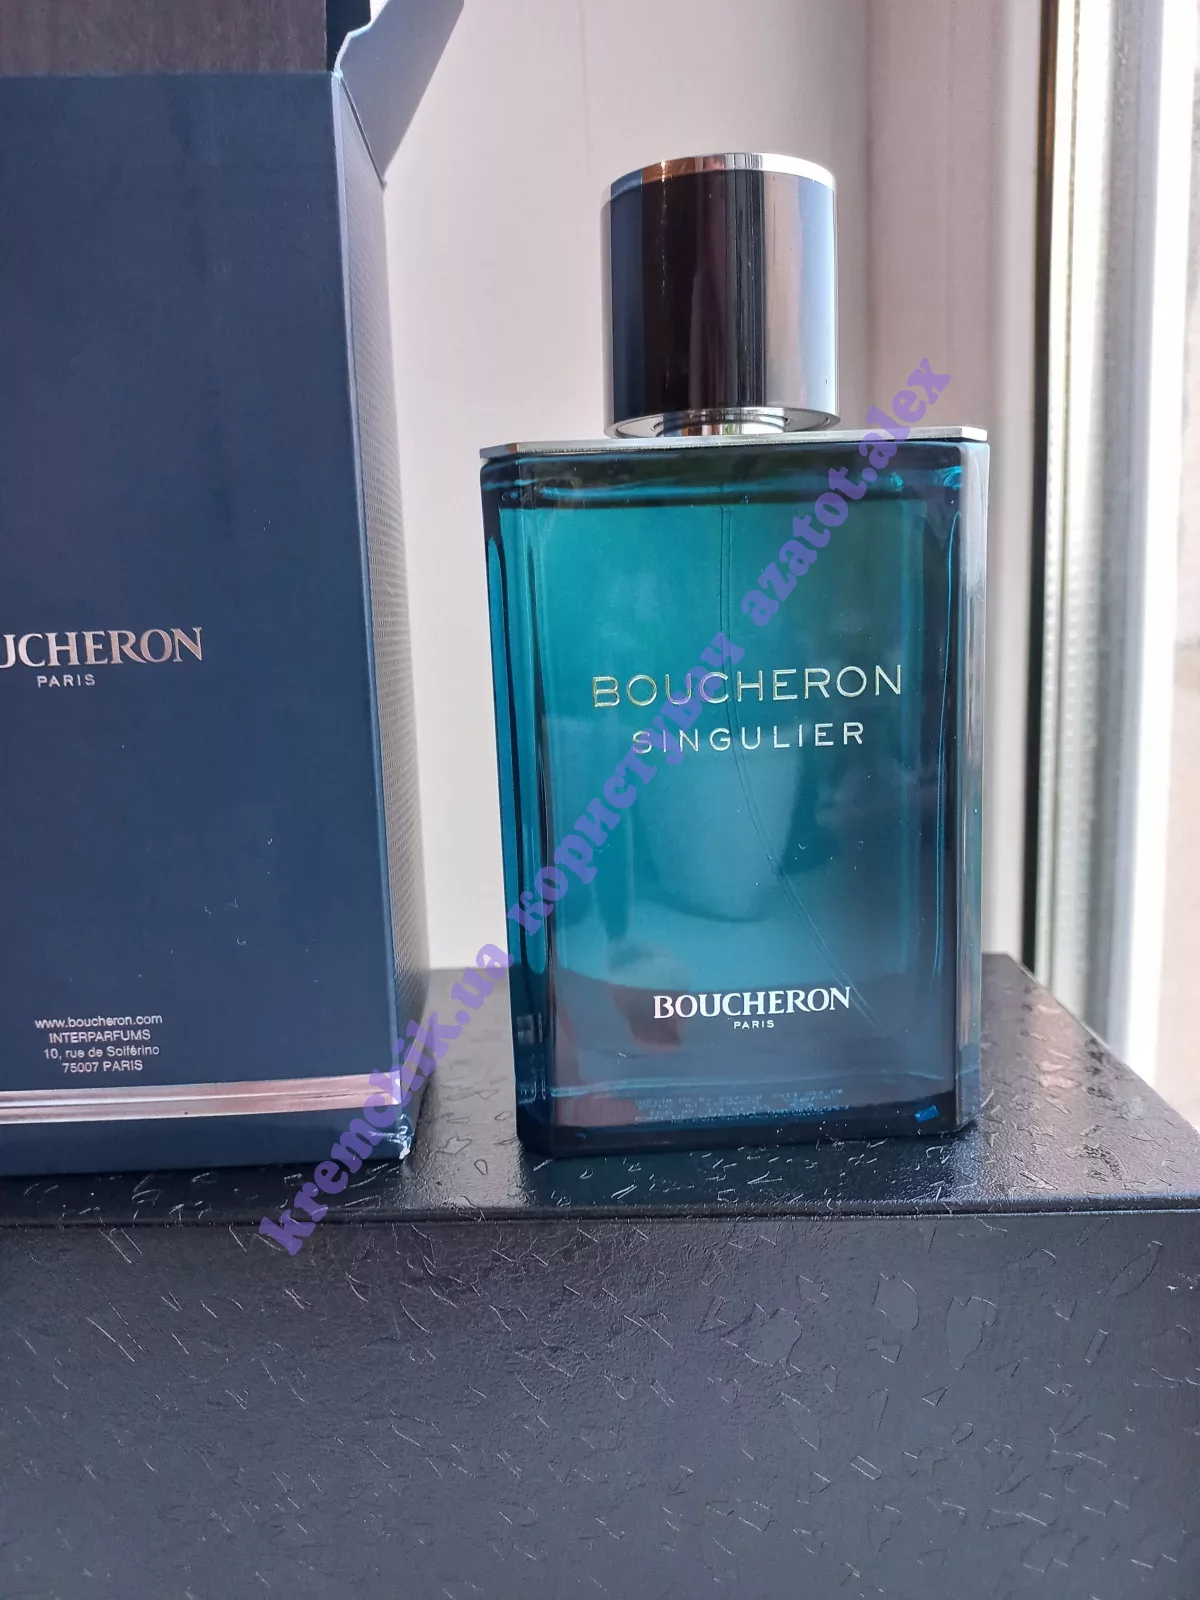 UCHERON
PARIS
www.boucheron.com
INTERPARFUMS
10, rue de Solférino
75007 PARIS
BOUCHERON
SINGULIER
BOUCHERON
PARIS
kremchik.ua користувач azatot.alex